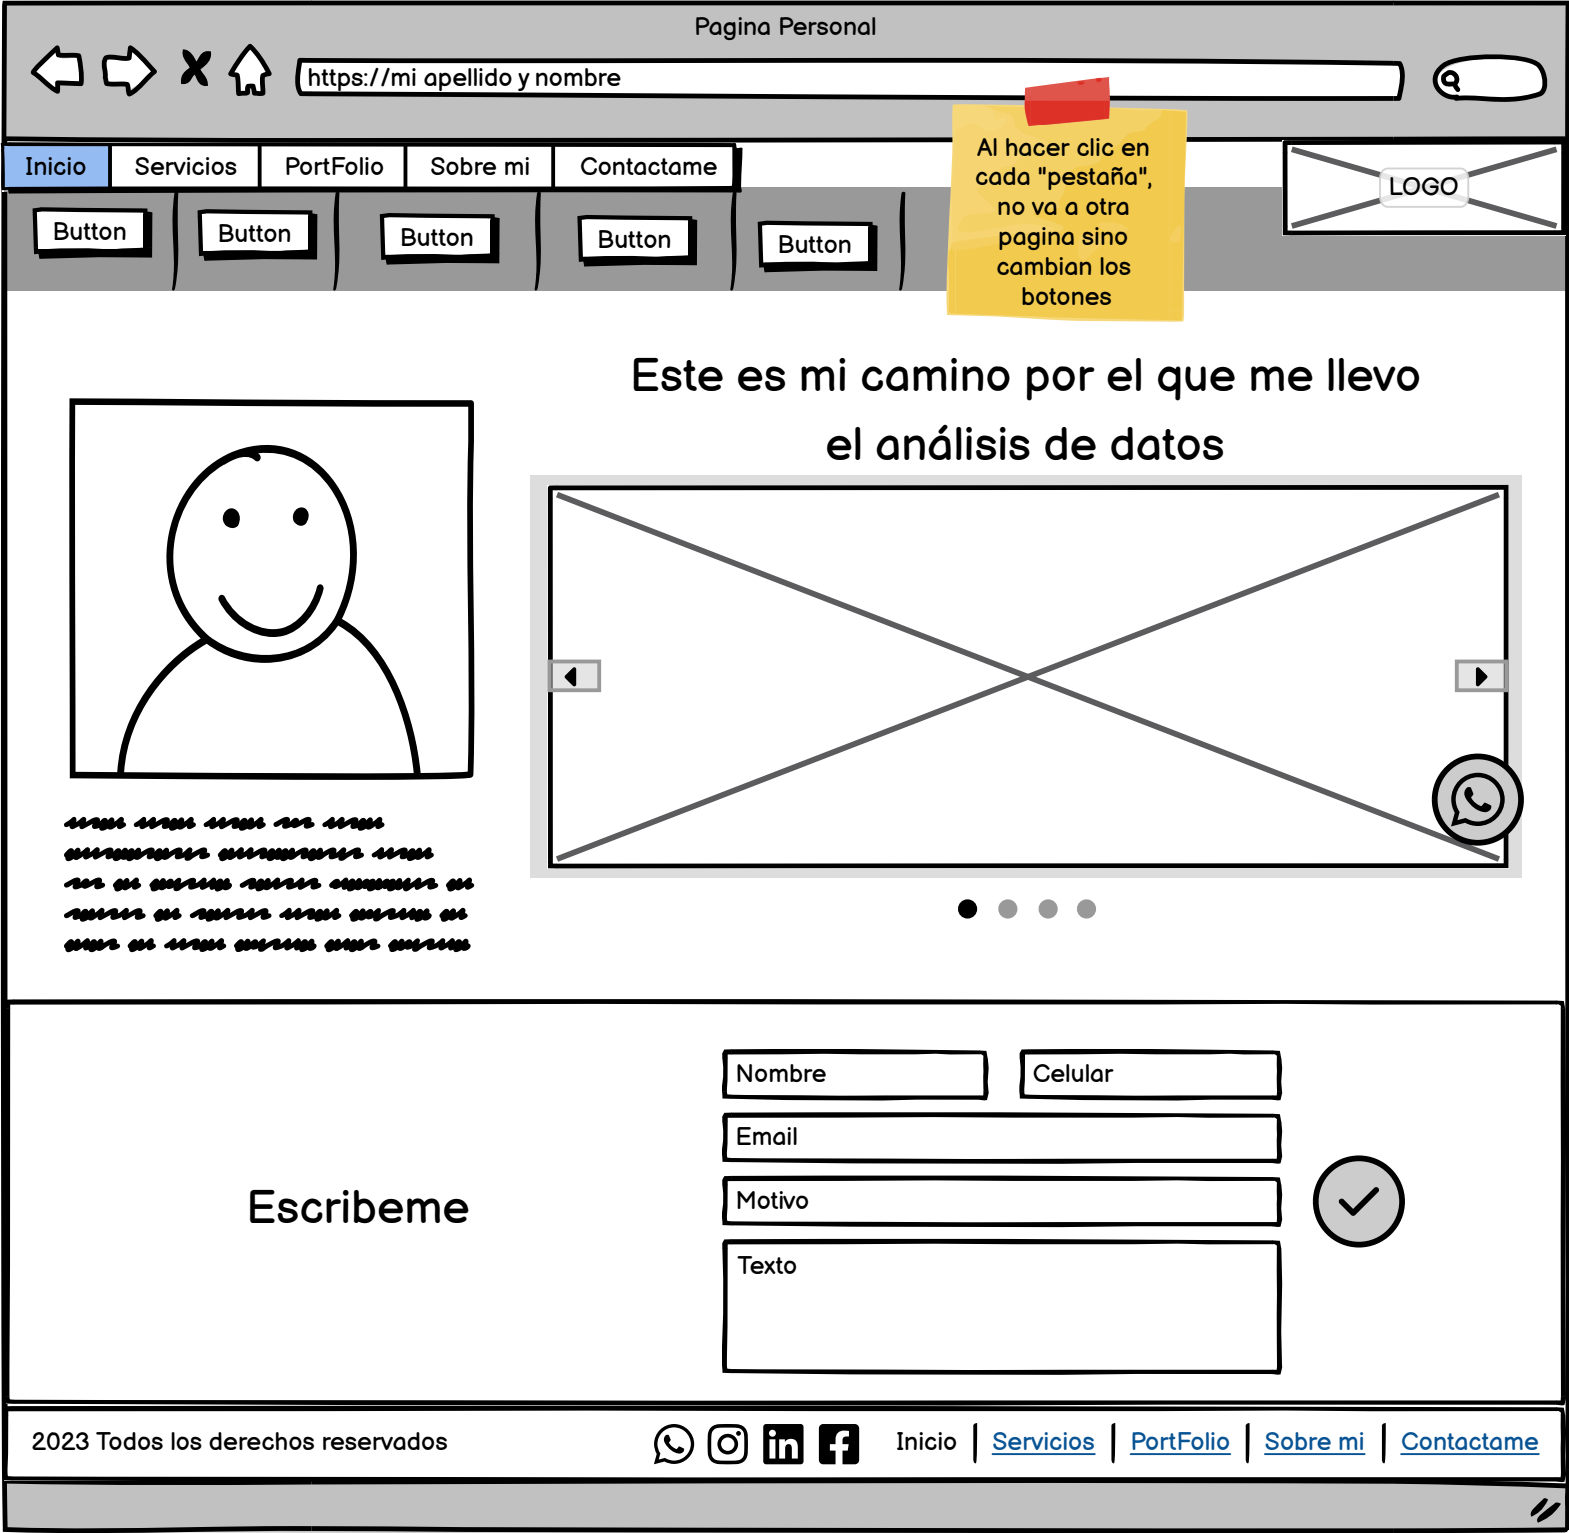 Pagina Personal
https://mi apellido y nombre
Inicio
Servicios
PortFolio
Sobre mi
Contactame
Al hacer clic en
cada "pestaña",
no va a otra
pagina sino
cambian los
botones
LOGO
Button
Button
Button
Button
Button
Este es mi camino por el que me llevo
el análisis de datos
Escribeme
Nombre
Celular
Email
Motivo
Texto
2023 Todos los derechos reservados
in
Inicio
Servicios
PortFolio
Sobre mi
Contactame